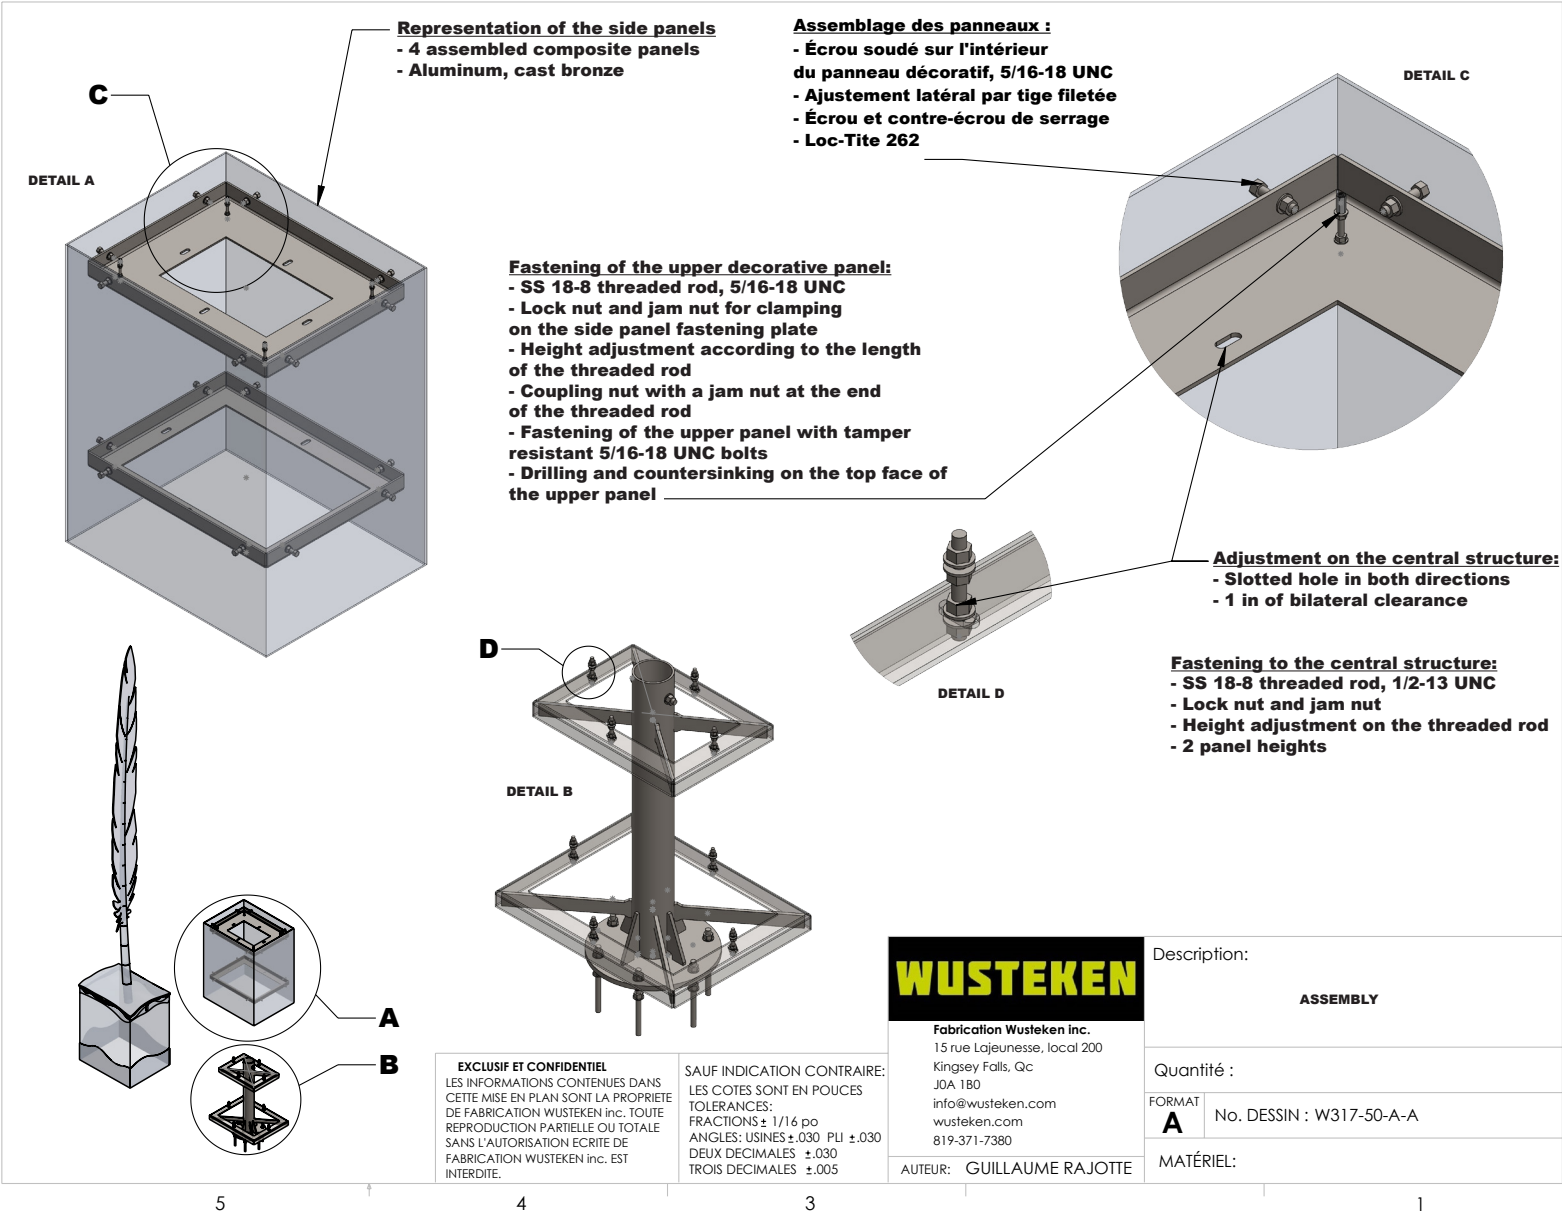 Representation of the side panels
- 4 assembled composite panels
- Aluminum, cast bronze
C
DETAIL A
Assemblage des panneaux :
- Écrou soudé sur l'intérieur
du panneau décoratif, 5/16-18 UNC
- Ajustement latéral par tige filetée
- Écrou et contre-écrou de serrage
- Loc-Tite 262
DETAIL C
Fastening of the upper decorative panel:
- SS 18-8 threaded rod, 5/16-18 UNC
- Lock nut and jam nut for clamping
on the side panel fastening plate
- Height adjustment according to the length
of the threaded rod
- Coupling nut with a jam nut at the end
of the threaded rod
- Fastening of the upper panel with tamper
resistant 5/16-18 UNC bolts
- Drilling and countersinking on the top face of
the upper panel
Adjustment on the central structure:
- Slotted hole in both directions
- 1 in of bilateral clearance
D
DETAIL D
Fastening to the central structure:
- SS 18-8 threaded rod, 1/2-13 UNC
- Lock nut and jam nut
- Height adjustment on the threaded rod
- 2 panel heights
DETAIL B
A
B
EXCLUSIF ET CONFIDENTIEL
LES INFORMATIONS CONTENUES DANS
CETTE MISE EN PLAN SONT LA PROPRIETE
DE FABRICATION WUSTEKEN inc. TOUTE
REPRODUCTION PARTIELLE OU TOTALE
SANS L'AUTORISATION ECRITE DE
FABRICATION WUSTEKEN inc. EST
INTERDITE.
SAUF INDICATION CONTRAIRE:
LES COTES SONT EN POUCES
TOLERANCES:
FRACTIONS ± 1/16 po
ANGLES: USINES ±.030 PLI ±.030
DEUX DECIMALES ±.030
TROIS DECIMALES ±.005
WUSTEKEN
Fabrication Wusteken inc.
15 rue Lajeunesse, local 200
Kingsey Falls, Qc
J0A 1B0
info@wusteken.com
wusteken.com
819-371-7380
AUTEUR: GUILLAUME RAJOTTE
Description:
ASSEMBLY
Quantité :
FORMAT
A
No. DESSIN : W317-50-A-A
MATÉRIEL:
5
4
3
1